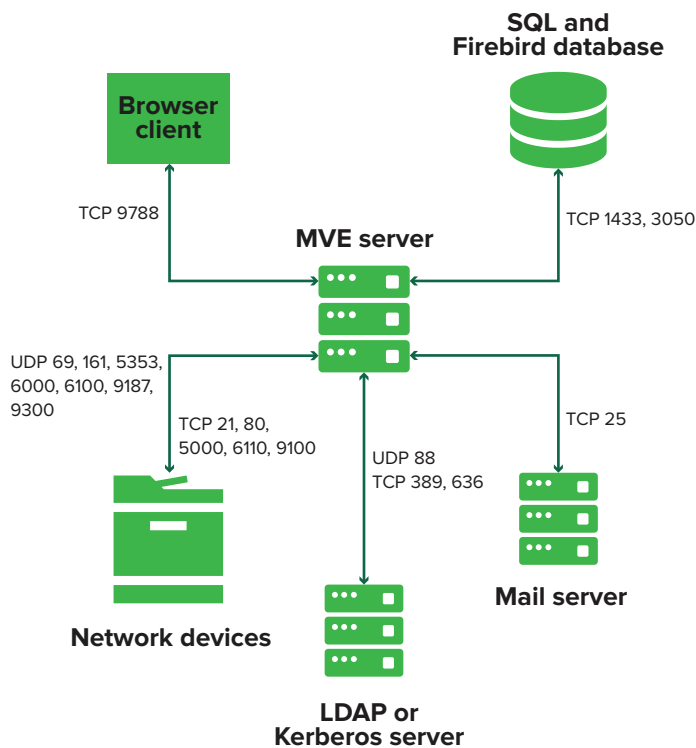 SQL and
Firebird database
Browser
client
TCP 9788
TCP 1433, 3050
MVE server
UDP 69, 161, 5353,
6000, 6100, 9187,
9300
TCP 21, 80,
5000, 6110, 9100
UDP 88
TCP 389, 636
TCP 25
Network devices
Mail server
LDAP or
Kerberos server